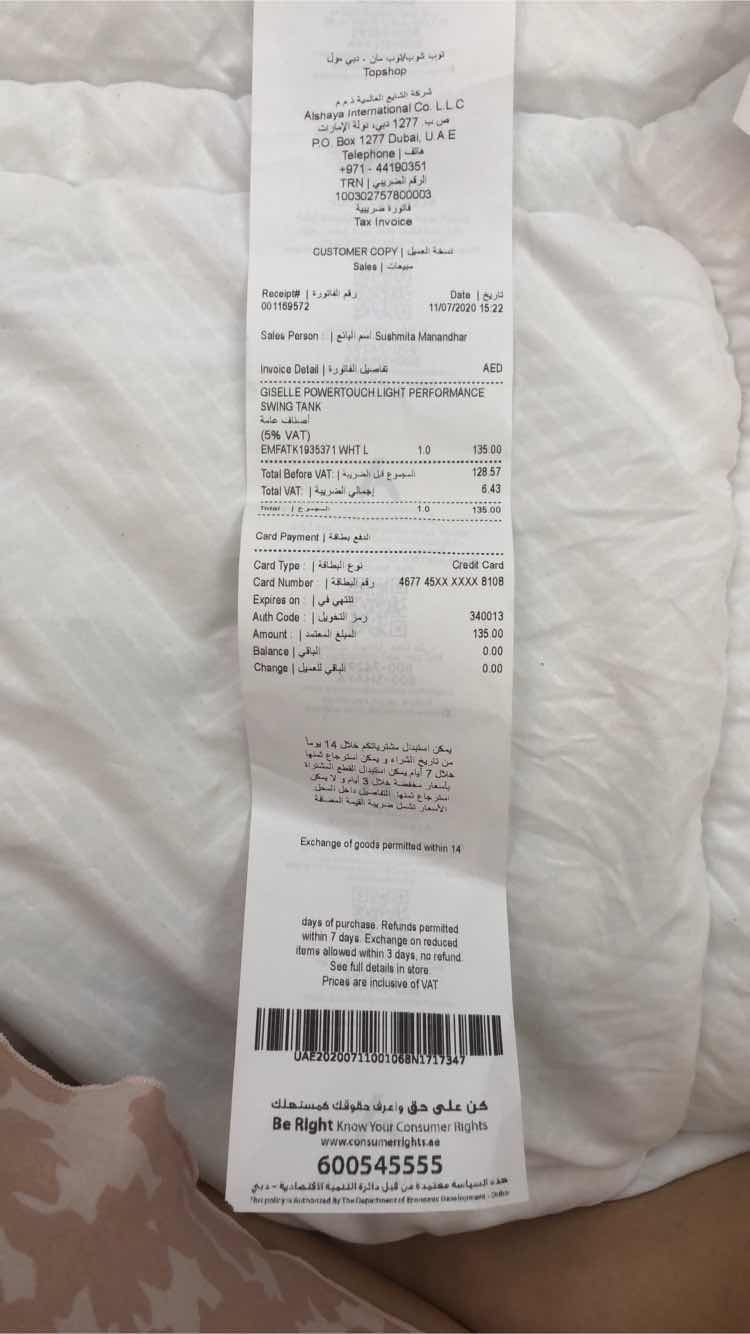 توب شوب/توب مان - دبي مول
Topshop
شركة الشايع العالمية ذ م م
Alshaya International Co. L.L.C
ص ب. 1277 دبي، دولة الإمارات
P.O. Box 1277 Dubai, U.A.E
Telephone | هاتف
+971 - 44190351
TRN | الرقم الضريبي
100302757800003
فاتورة ضريبية
Tax Invoice
CUSTOMER COPY | نسخة العميل
Sales | مبيعات
Receipt# | رقم الفاتورة Date | تاريخ
001169572 11/07/2020 15:22
Sales Person : | اسم البائع Sushmita Manandhar
Invoice Detail | تفاصيل الفاتورة AED
GISELLE POWERTOUCH LIGHT PERFORMANCE
SWING TANK
أصناف عامة
(5% VAT)
EMFATK1935371 WHT L 1.0 135.00
Total Before VAT: | المجموع قبل الضريبة 128.57
Total VAT: | إجمالي الضريبة 6.43
Total : | المجموع 1.0 135.00
Card Payment | الدفع بطاقة
Card Type : | نوع البطاقة Credit Card
Card Number : | رقم البطاقة 4677 45XX XXXX 8108
Expires on : | تنتهي في
Auth Code : | رمز التخويل 340013
Amount : | المبلغ المعتمد 135.00
Balance | الباقي 0.00
Change | الباقي للعميل 0.00
يمكن استبدال مشترياتكم خلال 14 يوما
من تاريخ الشراء و يمكن استرجاع ثمنها
خلال 7 أيام يمكن استبدال القطع المشتراة
بأسعار مخفضة خلال 3 أيام و لا يمكن
استرجاع ثمنها. التفاصيل داخل المحل
الأسعار تشمل ضريبة القيمة المضافة
Exchange of goods permitted within 14
days of purchase. Refunds permitted
within 7 days. Exchange on reduced
items allowed within 3 days, no refund.
See full details in store.
Prices are inclusive of VAT
UAE20200711001068N1717347
كن على حق واعرف حقوقك كمستهلك
Be Right Know Your Consumer Rights
www.consumerrights.ae
600545555
هذه السياسة معتمدة من قبل دائرة التنمية الاقتصادية - دبي
This policy is Authorized By The Department of Economic Development - Dubai